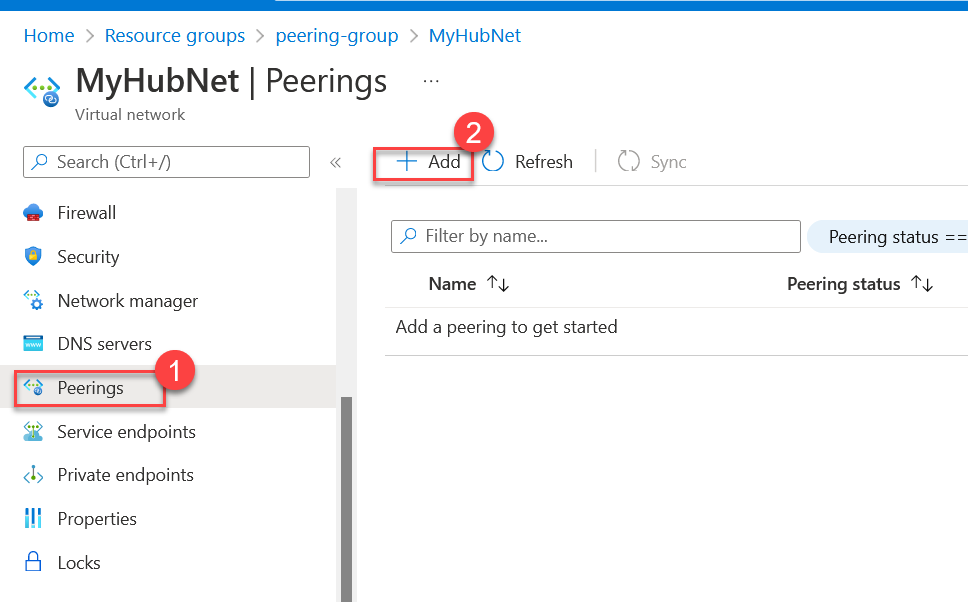 Home > Resource groups > peering-group > MyHubNet
MyHubNet | Peerings ...
Virtual network
2
Search (Ctrl+/) «
+ Add Refresh Sync
Firewall
Security
Network manager
DNS servers
Peerings
1
Service endpoints
Private endpoints
Properties
Locks
Filter by name...
Peering status ==
Name ↑↓ Peering status ↑↓
Add a peering to get started